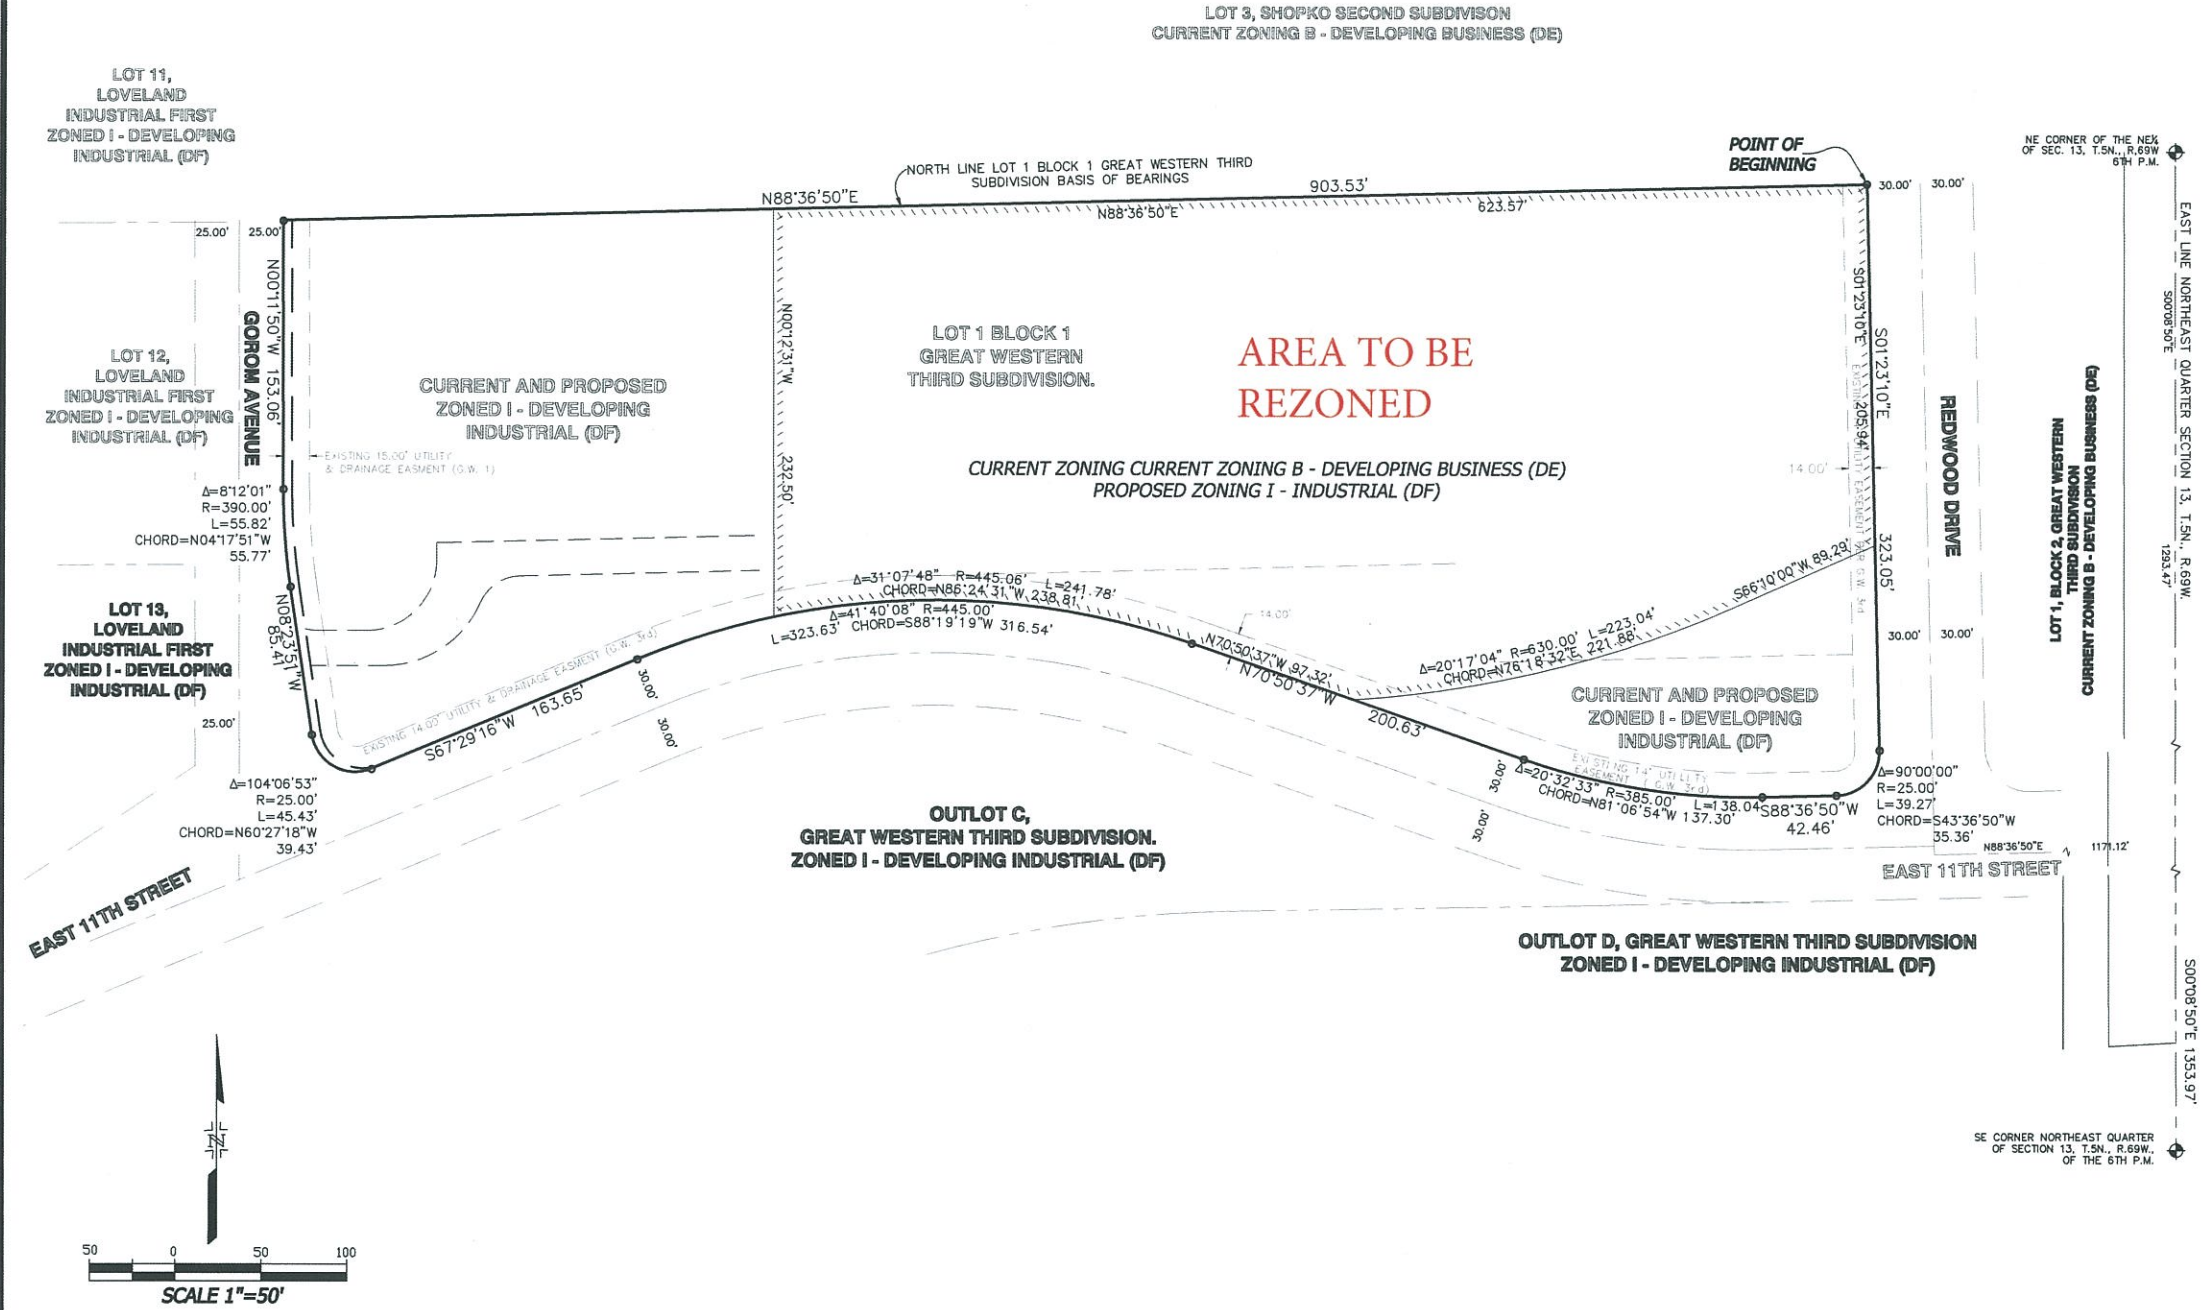 LOT 3, SHOPKO SECOND SUBDIVISON
CURRENT ZONING B - DEVELOPING BUSINESS (DE)
LOT 11,
LOVELAND
INDUSTRIAL FIRST
ZONED I - DEVELOPING
INDUSTRIAL (DF)
NORTH LINE LOT 1 BLOCK 1 GREAT WESTERN THIRD
SUBDIVISION BASIS OF BEARINGS
POINT OF
BEGINNING
NE CORNER OF THE NE¼
OF SEC. 13, T.5N., R.69W
6TH P.M.
N88°36'50"E
903.53'
N88°36'50"E
623.57'
30.00'
30.00'
25.00'
25.00'
N00°11'50"W 153.06'
GOROM AVENUE
LOT 12,
LOVELAND
INDUSTRIAL FIRST
ZONED I - DEVELOPING
INDUSTRIAL (DF)
CURRENT AND PROPOSED
ZONED I - DEVELOPING
INDUSTRIAL (DF)
EXISTING 15.00' UTILITY
& DRAINAGE EASMENT (G.W. 1)
N00°12'31"W
232.50'
LOT 1 BLOCK 1
GREAT WESTERN
THIRD SUBDIVISION.
AREA TO BE
REZONED
CURRENT ZONING CURRENT ZONING B - DEVELOPING BUSINESS (DE)
PROPOSED ZONING I - INDUSTRIAL (DF)
S01°23'10"E
205.94'
S01°23'10"E
323.05'
14.00'
EXISTING UTILITY EASEMENT PER G.W. 3rd
REDWOOD DRIVE
LOT 1, BLOCK 2, GREAT WESTERN
THIRD SUBDIVISION
CURRENT ZONING B - DEVELOPING BUSINESS (DE)
EAST LINE NORTHEAST QUARTER SECTION 13, T.5N., R.69W.
S00°08'50"E
1293.47'
Δ=8°12'01"
R=390.00'
L=55.82'
CHORD=N04°17'51"W
55.77'
N08°23'51"W
85.41'
LOT 13,
LOVELAND
INDUSTRIAL FIRST
ZONED I - DEVELOPING
INDUSTRIAL (DF)
25.00'
Δ=31°07'48" R=445.06' L=241.78'
CHORD=N86°24'31"W 238.81'
Δ=41°40'08" R=445.00'
L=323.63' CHORD=S88°19'19"W 316.54'
14.00'
S66°10'00"W 89.29'
Δ=20°17'04" R=630.00' L=223.04'
CHORD=N76°18'32"E 221.88'
30.00'
30.00'
N70°50'37"W 97.32'
N70°50'37"W
200.63'
EXISTING 14.00' UTILITY & DRAINAGE EASMENT (G.W. 3rd)
S67°29'16"W 163.65'
30.00'
30.00'
CURRENT AND PROPOSED
ZONED I - DEVELOPING
INDUSTRIAL (DF)
EXISTING 14' UTILITY
EASEMENT (G.W. 3rd)
30.00'
30.00'
Δ=20°32'33" R=385.00' L=138.04'
CHORD=N81°06'54"W 137.30'
S88°36'50"W
42.46'
Δ=90°00'00"
R=25.00'
L=39.27'
CHORD=S43°36'50"W
35.36'
Δ=104°06'53"
R=25.00'
L=45.43'
CHORD=N60°27'18"W
39.43'
OUTLOT C,
GREAT WESTERN THIRD SUBDIVISION.
ZONED I - DEVELOPING INDUSTRIAL (DF)
N88°36'50"E
1171.12'
EAST 11TH STREET
EAST 11TH STREET
OUTLOT D, GREAT WESTERN THIRD SUBDIVISION
ZONED I - DEVELOPING INDUSTRIAL (DF)
S00°08'50"E 1353.97'
N
SE CORNER NORTHEAST QUARTER
OF SECTION 13, T.5N., R.69W.,
OF THE 6TH P.M.
50 0 50 100
SCALE 1"=50'